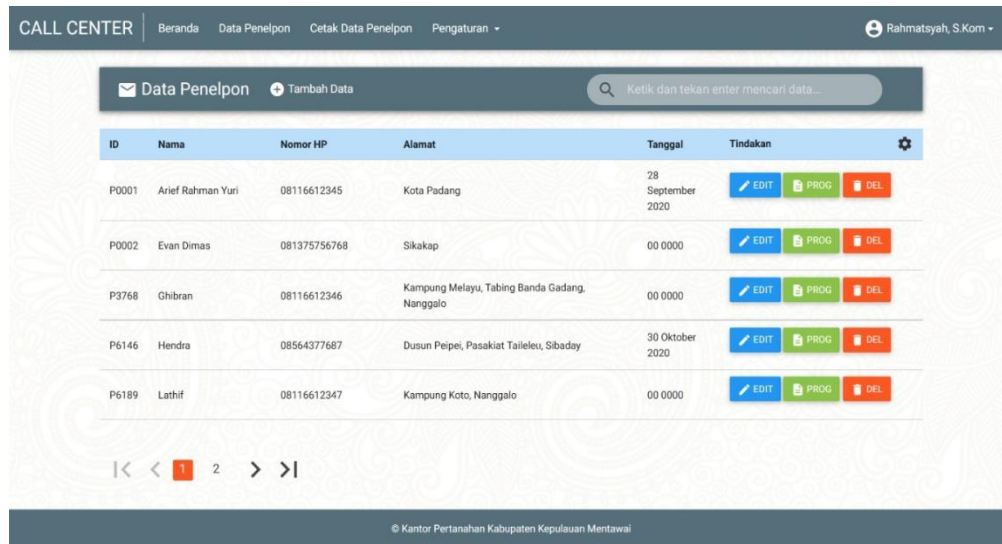 CALL CENTER Beranda Data Penelpon Cetak Data Penelpon Pengaturan Rahmatsyah, S.Kom
Data Penelpon Tambah Data Ketik dan tekan enter mencari data...
ID Nama Nomor HP Alamat Tanggal Tindakan
P0001 Arief Rahman Yuri 08116612345 Kota Padang 28 September 2020 EDIT PROG DEL
P0002 Evan Dimas 081375756768 Sikakap 00 0000 EDIT PROG DEL
P3768 Ghibran 08116612346 Kampung Melayu, Tabing Banda Gadang, Nanggalo 00 0000 EDIT PROG DEL
P6146 Hendra 08564377687 Dusun Peipei, Pasakiat Taileleu, Sibaday 30 Oktober 2020 EDIT PROG DEL
P6189 Lathif 08116612347 Kampung Koto, Nanggalo 00 0000 EDIT PROG DEL
1 2
© Kantor Pertanahan Kabupaten Kepulauan Mentawai